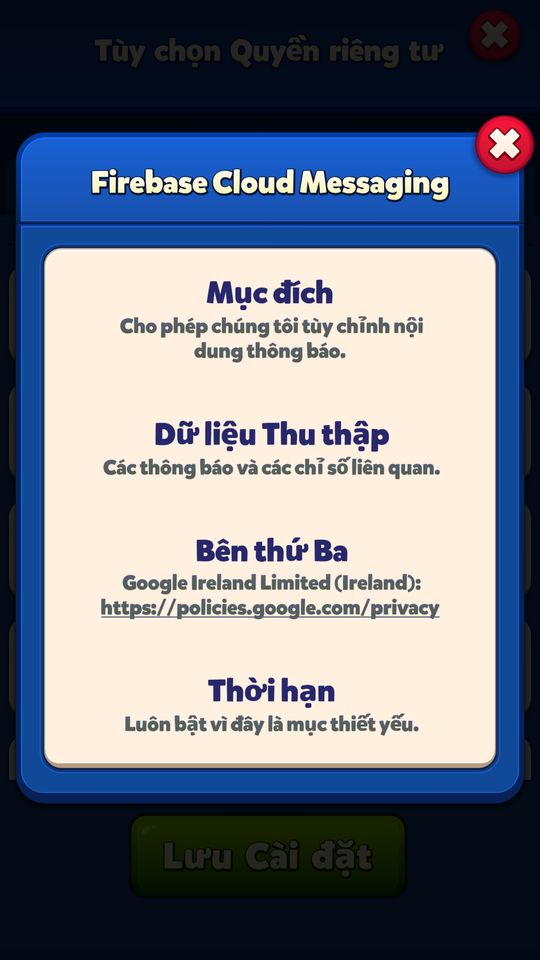 Tùy chọn Quyền riêng tư
Firebase Cloud Messaging
Mục đích
Cho phép chúng tôi tùy chỉnh nội
dung thông báo.
Dữ liệu Thu thập
Các thông báo và các chỉ số liên quan.
Bên thứ Ba
Google Ireland Limited (Ireland):
https://policies.google.com/privacy
Thời hạn
Luôn bật vì đây là mục thiết yếu.
Lưu Cài đặt